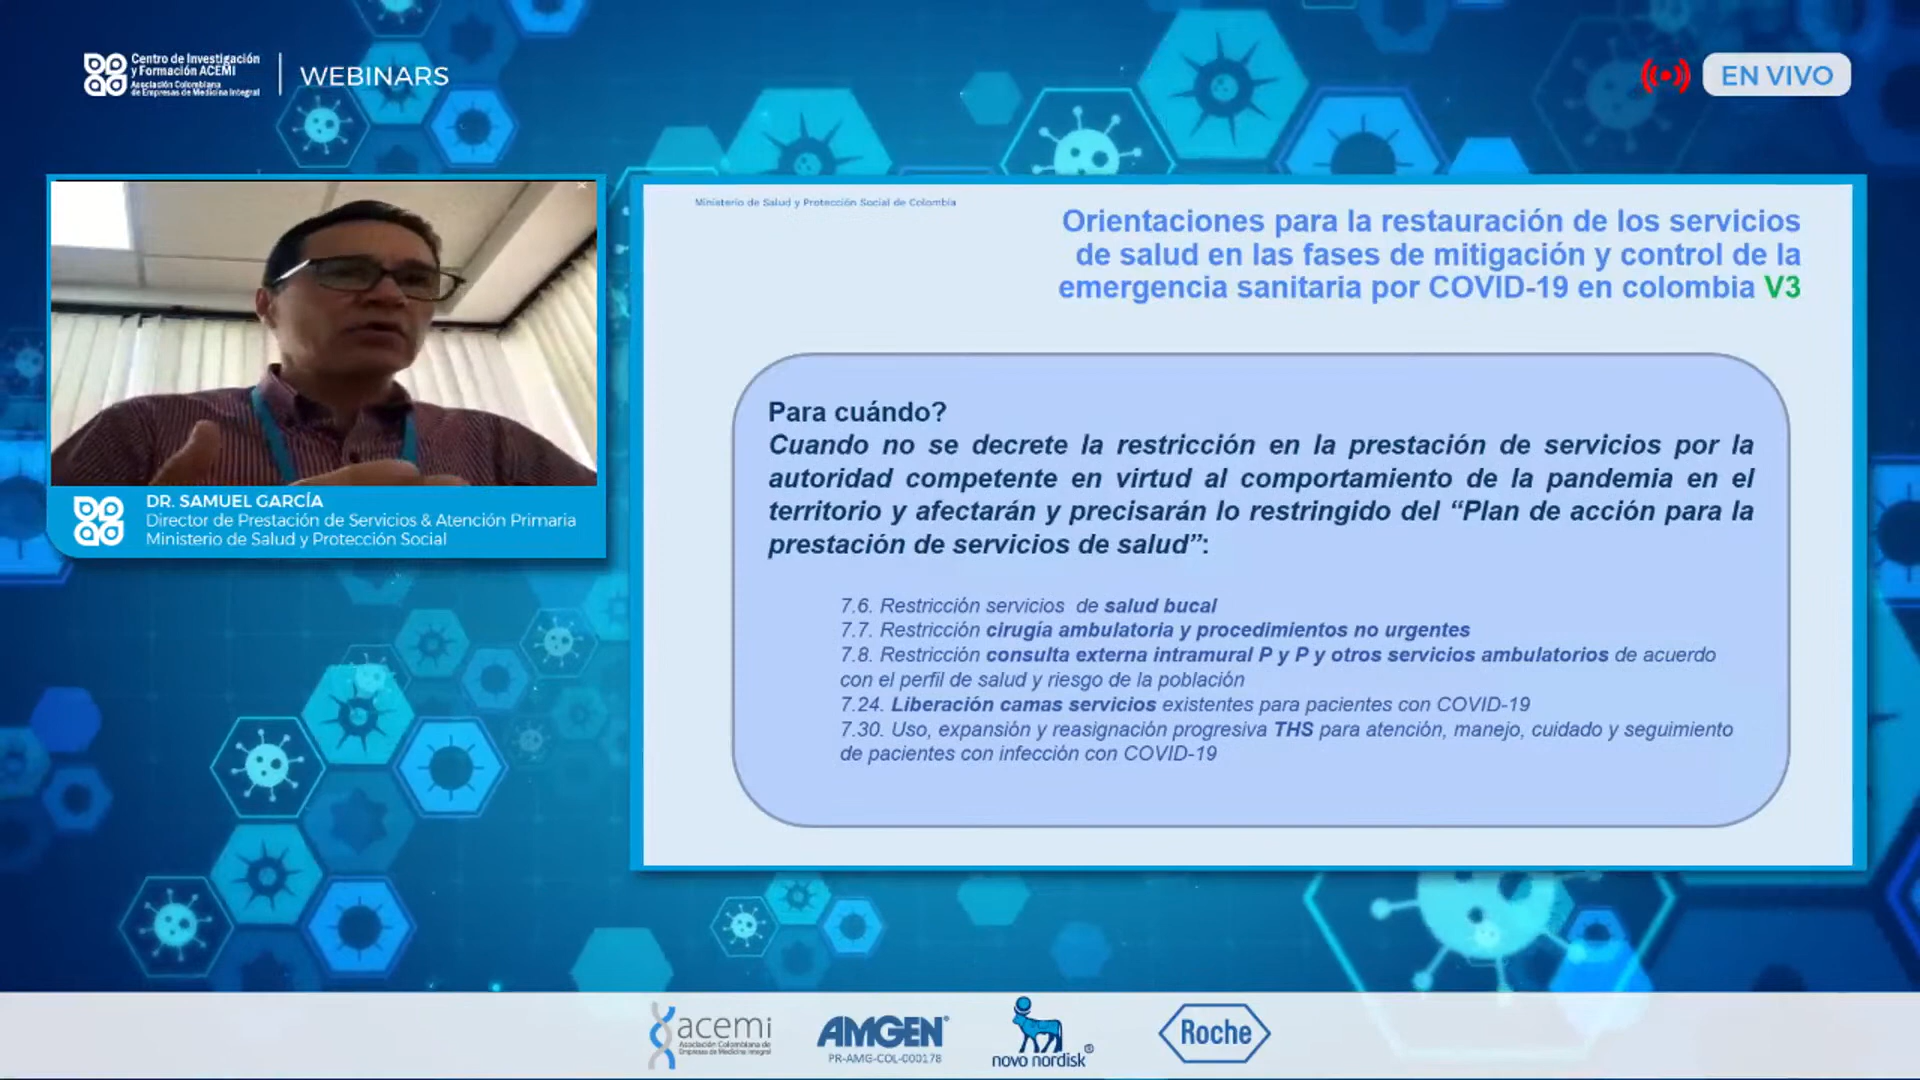 Centro de Investigación
y Formación ACEMI
Asociación Colombiana
de Empresas de Medicina Integral
WEBINARS
EN VIVO
DR. SAMUEL GARCÍA
Director de Prestación de Servicios & Atención Primaria
Ministerio de Salud y Protección Social
Ministerio de Salud y Protección Social de Colombia
Orientaciones para la restauración de los servicios
de salud en las fases de mitigación y control de la
emergencia sanitaria por COVID-19 en colombia V3
Para cuándo?
Cuando no se decrete la restricción en la prestación de servicios por la
autoridad competente en virtud al comportamiento de la pandemia en el
territorio y afectarán y precisarán lo restringido del “Plan de acción para la
prestación de servicios de salud”:
7.6. Restricción servicios de salud bucal
7.7. Restricción cirugía ambulatoria y procedimientos no urgentes
7.8. Restricción consulta externa intramural P y P y otros servicios ambulatorios de acuerdo
con el perfil de salud y riesgo de la población
7.24. Liberación camas servicios existentes para pacientes con COVID-19
7.30. Uso, expansión y reasignación progresiva THS para atención, manejo, cuidado y seguimiento
de pacientes con infección con COVID-19
acemi
Asociación Colombiana de
Empresas de Medicina Integral
AMGEN®
PR-AMG-COL-000178
novo nordisk®
Roche